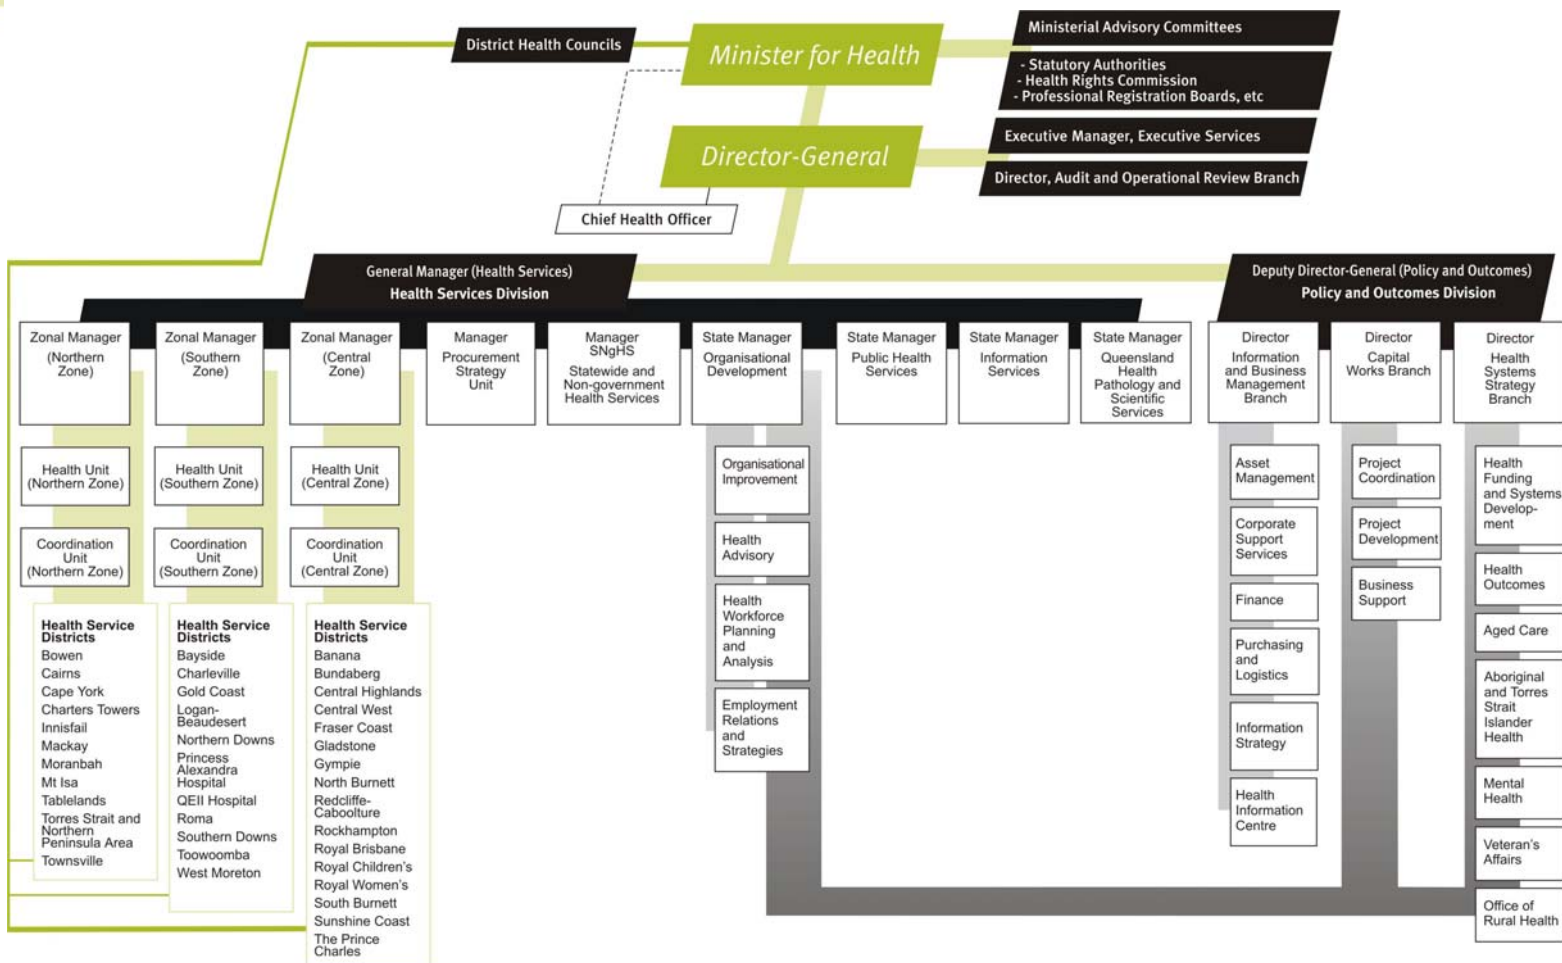 District Health Councils
Minister for Health
Ministerial Advisory Committees
- Statutory Authorities
- Health Rights Commission
- Professional Registration Boards, etc
Director-General
Executive Manager, Executive Services
Director, Audit and Operational Review Branch
Chief Health Officer
General Manager (Health Services)
Health Services Division
Deputy Director-General (Policy and Outcomes)
Policy and Outcomes Division
Zonal Manager
(Northern
Zone)
Zonal Manager
(Southern
Zone)
Zonal Manager
(Central
Zone)
Manager
Procurement
Strategy
Unit
Manager
SNgHS
Statewide and
Non-government
Health Services
State Manager
Organisational
Development
State Manager
Public Health
Services
State Manager
Information
Services
State Manager
Queensland
Health
Pathology and
Scientific
Services
Director
Information
and Business
Management
Branch
Director
Capital
Works Branch
Director
Health
Systems
Strategy
Branch
Health Unit
(Northern Zone)
Coordination
Unit
(Northern Zone)
Health Service
Districts
Bowen
Cairns
Cape York
Charters Towers
Innisfail
Mackay
Moranbah
Mt Isa
Tablelands
Torres Strait and
Northern
Peninsula Area
Townsville
Health Unit
(Southern Zone)
Coordination
Unit
(Southern Zone)
Health Service
Districts
Bayside
Charleville
Gold Coast
Logan-
Beaudesert
Northern Downs
Princess
Alexandra
Hospital
QEII Hospital
Roma
Southern Downs
Toowoomba
West Moreton
Health Unit
(Central Zone)
Coordination
Unit
(Central Zone)
Health Service
Districts
Banana
Bundaberg
Central Highlands
Central West
Fraser Coast
Gladstone
Gympie
North Burnett
Redcliffe-
Caboolture
Rockhampton
Royal Brisbane
Royal Children's
Royal Women's
South Burnett
Sunshine Coast
The Prince
Charles
Organisational
Improvement
Health
Advisory
Health
Workforce
Planning
and
Analysis
Employment
Relations
and
Strategies
Asset
Management
Corporate
Support
Services
Finance
Purchasing
and
Logistics
Information
Strategy
Health
Information
Centre
Project
Coordination
Project
Development
Business
Support
Health
Funding
and Systems
Develop-
ment
Health
Outcomes
Aged Care
Aboriginal
and Torres
Strait
Islander
Health
Mental
Health
Veteran's
Affairs
Office of
Rural Health